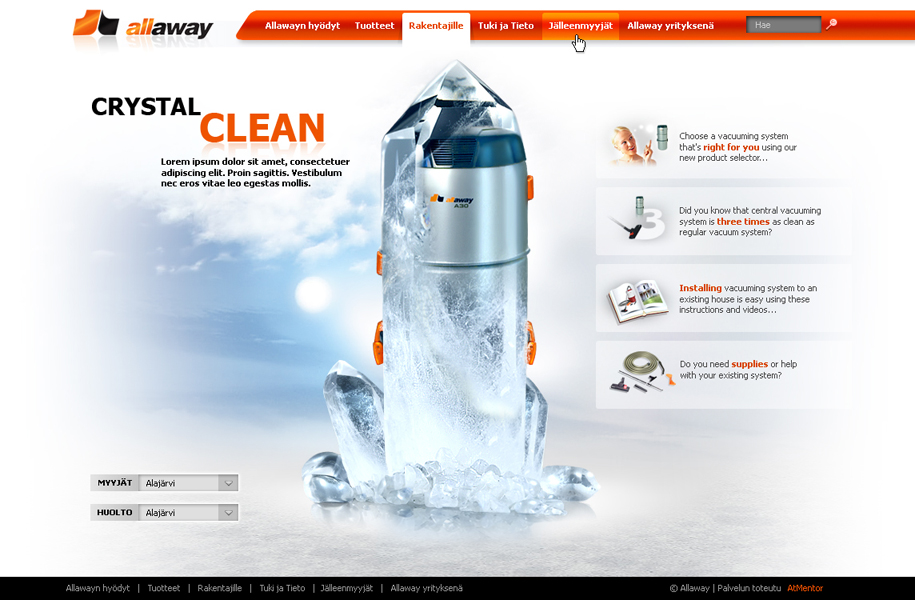 allaway
Allawayn hyödyt Tuotteet Rakentajille Tuki ja Tieto Jälleenmyyjät Allaway yrityksenä Hae
CRYSTAL
CLEAN
Lorem ipsum dolor sit amet, consectetuer
adipiscing elit. Proin sagittis. Vestibulum
nec eros vitae leo egestas mollis.
allaway
A30
Choose a vacuuming system
that's right for you using our
new product selector...
3
Did you know that central vacuuming
system is three times as clean as
regular vacuum system?
Installing vacuuming system to an
existing house is easy using these
instructions and videos...
Do you need supplies or help
with your existing system?
MYYJÄT Alajärvi
HUOLTO Alajärvi
Allawayn hyödyt | Tuotteet | Rakentajille | Tuki ja Tieto | Jälleenmyyjät | Allaway yrityksenä © Allaway | Palvelun toteutu AtMentor